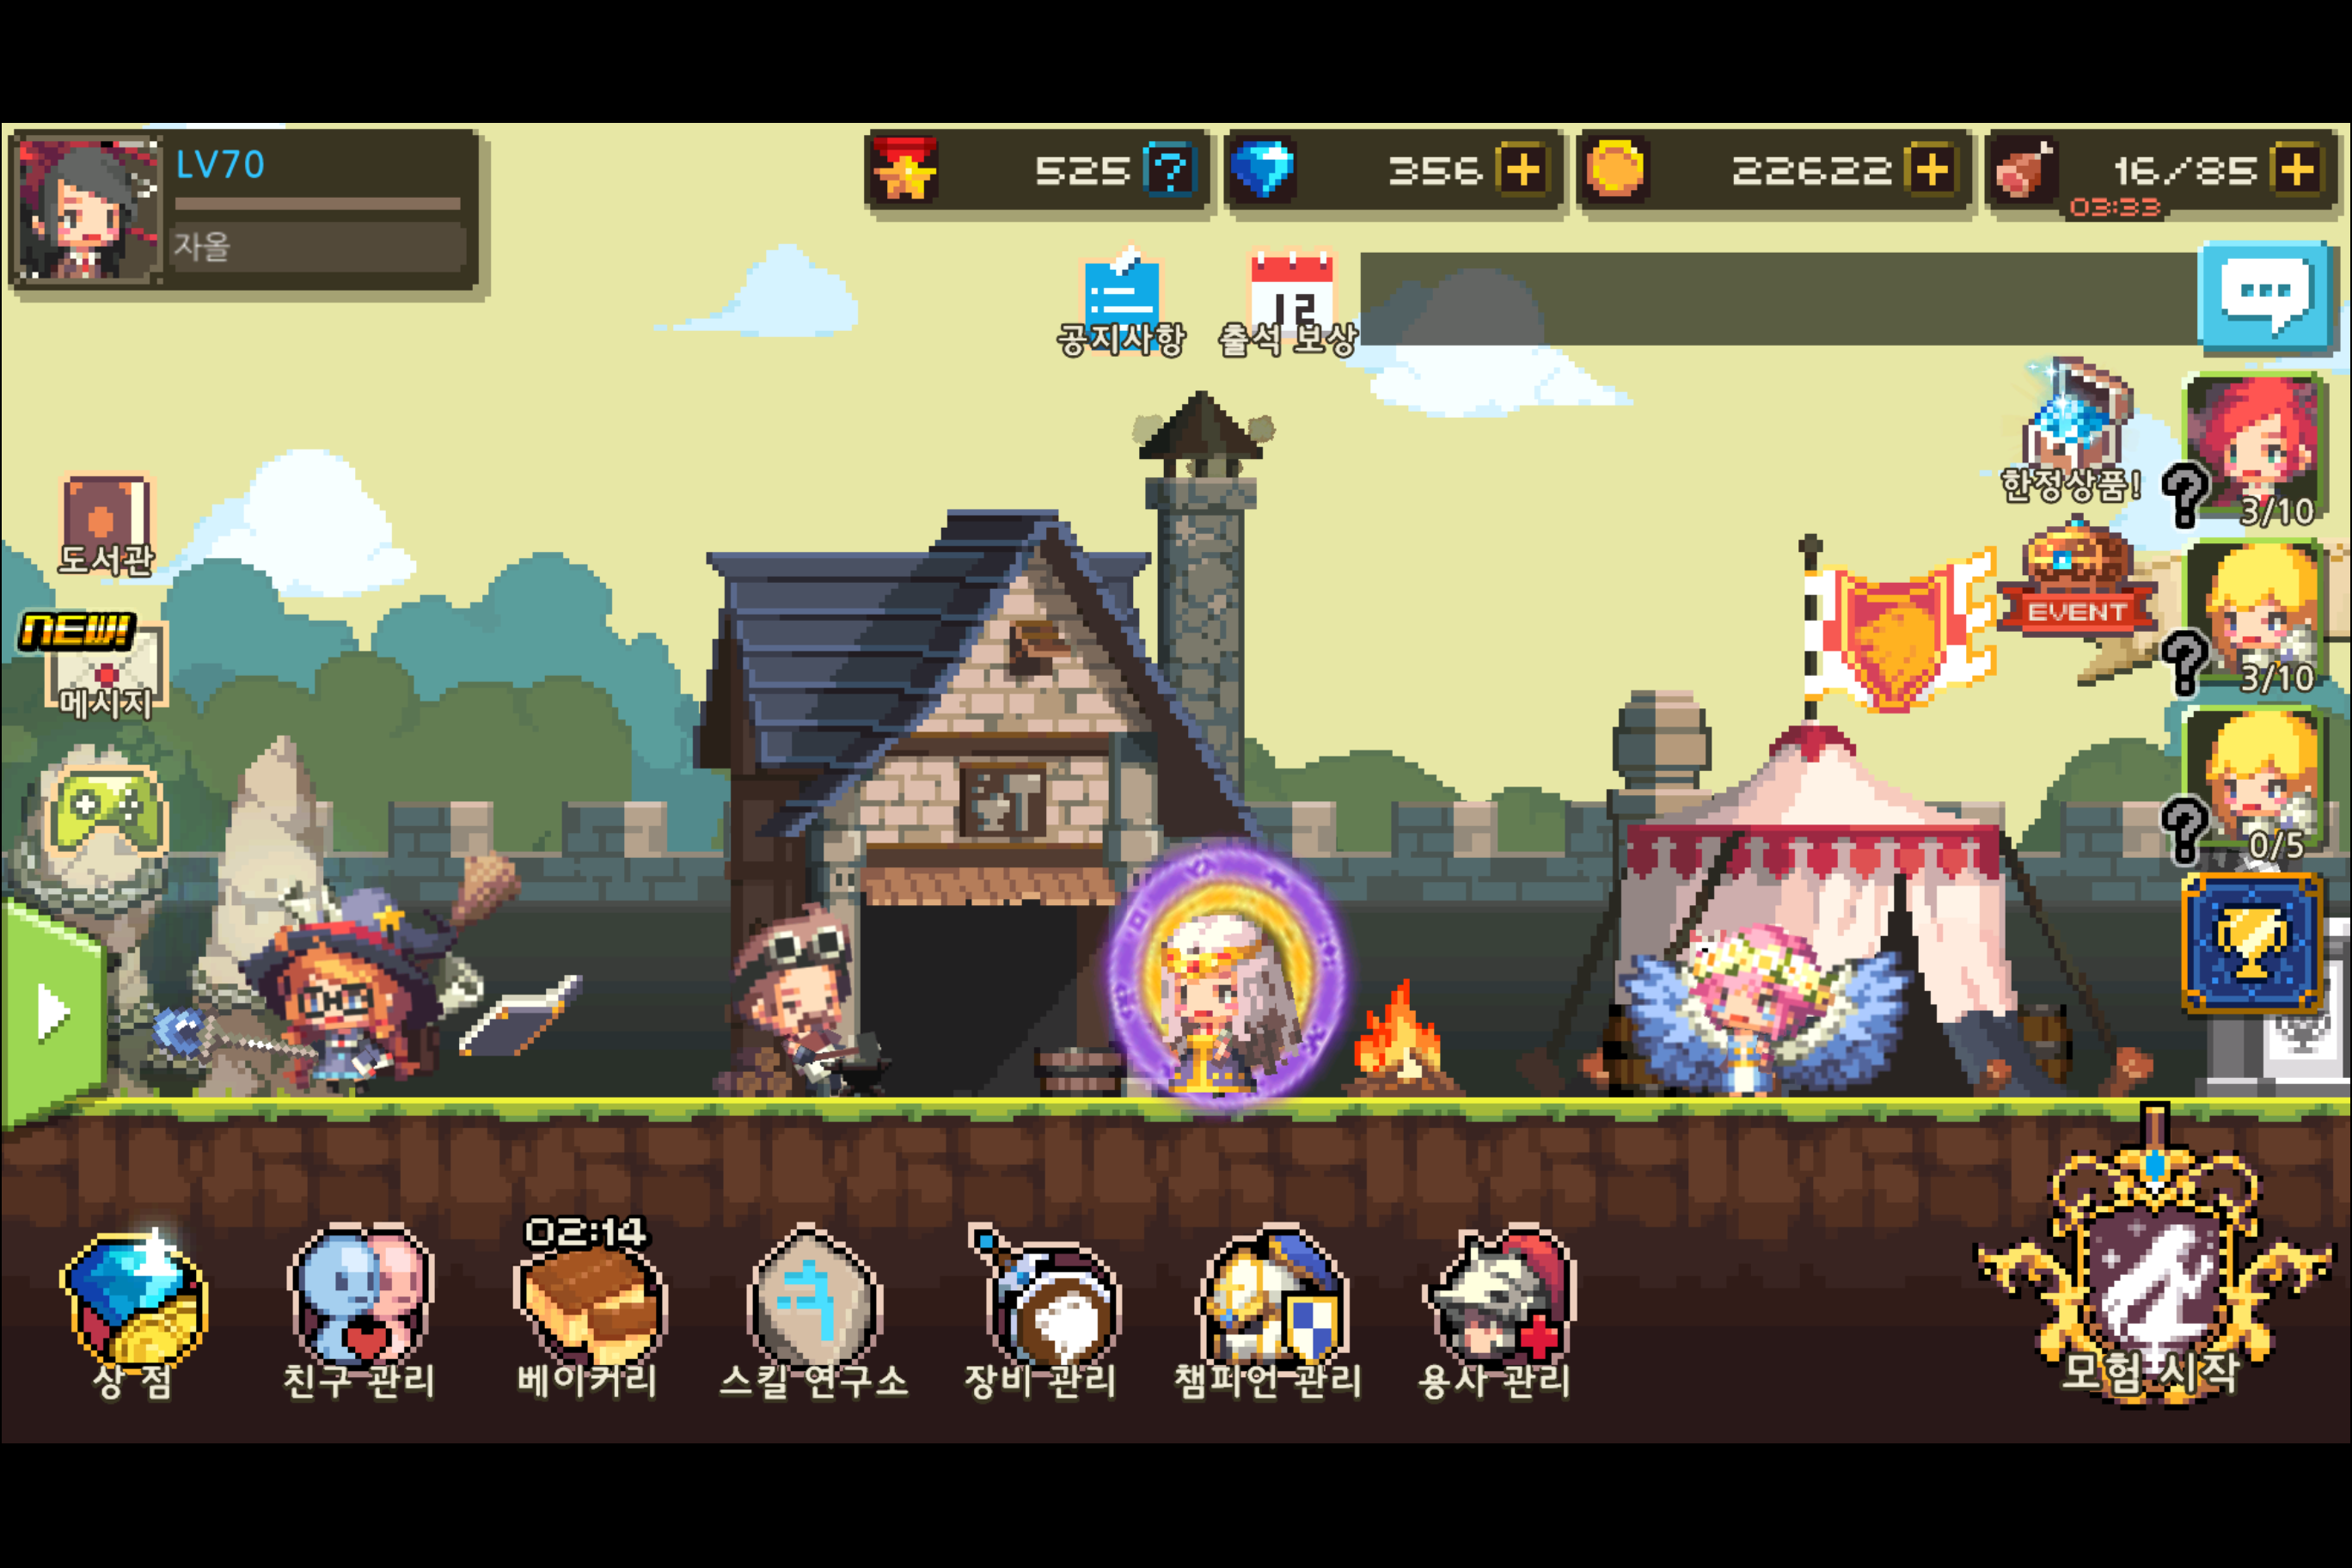 LV70
자올
525
356
22622
16/85
03:33
공지사항
12
출석 보상
한정상품!
3/10
도서관
EVENT
NEW!
3/10
메시지
0/5
02:14
상 점
친구 관리
베이커리
스킬 연구소
장비 관리
챔피언 관리
용사 관리
모험 시작